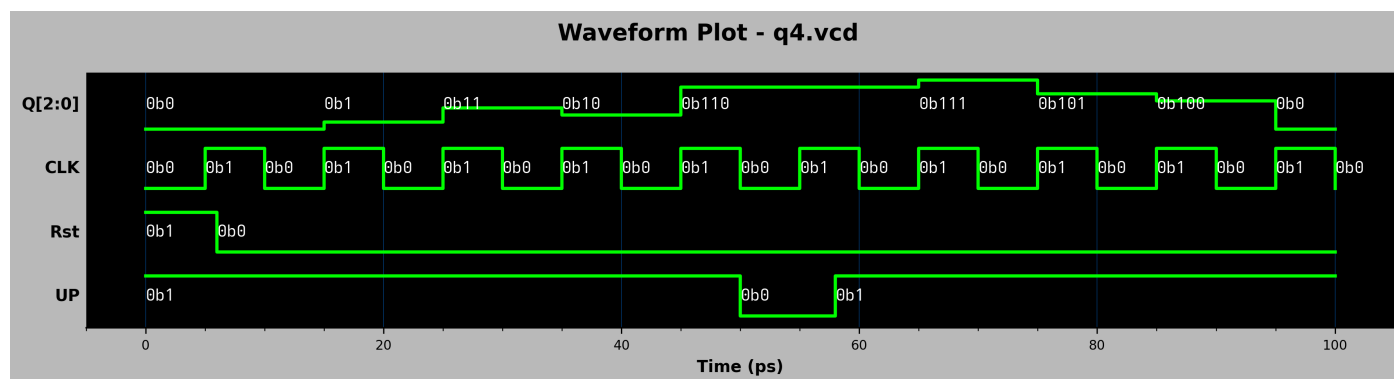 Waveform Plot - q4.vcd
Q[2:0] 0b0 0b1 0b11 0b10 0b110 0b111 0b101 0b100 0b0
CLK 0b0 0b1 0b0 0b1 0b0 0b1 0b0 0b1 0b0 0b1 0b0 0b1 0b0 0b1 0b0 0b1 0b0 0b1 0b0 0b1 0b0
Rst 0b1 0b0
UP 0b1 0b0 0b1
0 20 40 60 80 100
Time (ps)